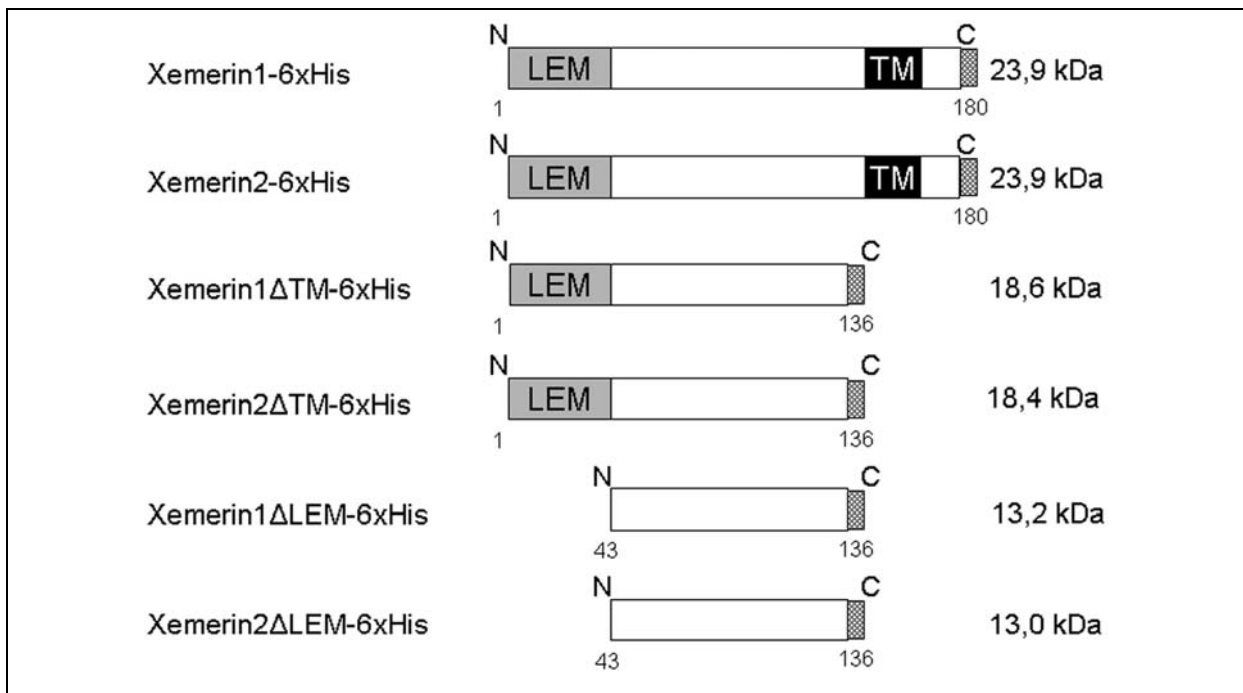 N C
Xemerin1-6xHis LEM TM 23,9 kDa
1 180
N C
Xemerin2-6xHis LEM TM 23,9 kDa
1 180
N C
Xemerin1ΔTM-6xHis LEM 18,6 kDa
1 136
N C
Xemerin2ΔTM-6xHis LEM 18,4 kDa
1 136
N C
Xemerin1ΔLEM-6xHis 13,2 kDa
43 136
N C
Xemerin2ΔLEM-6xHis 13,0 kDa
43 136